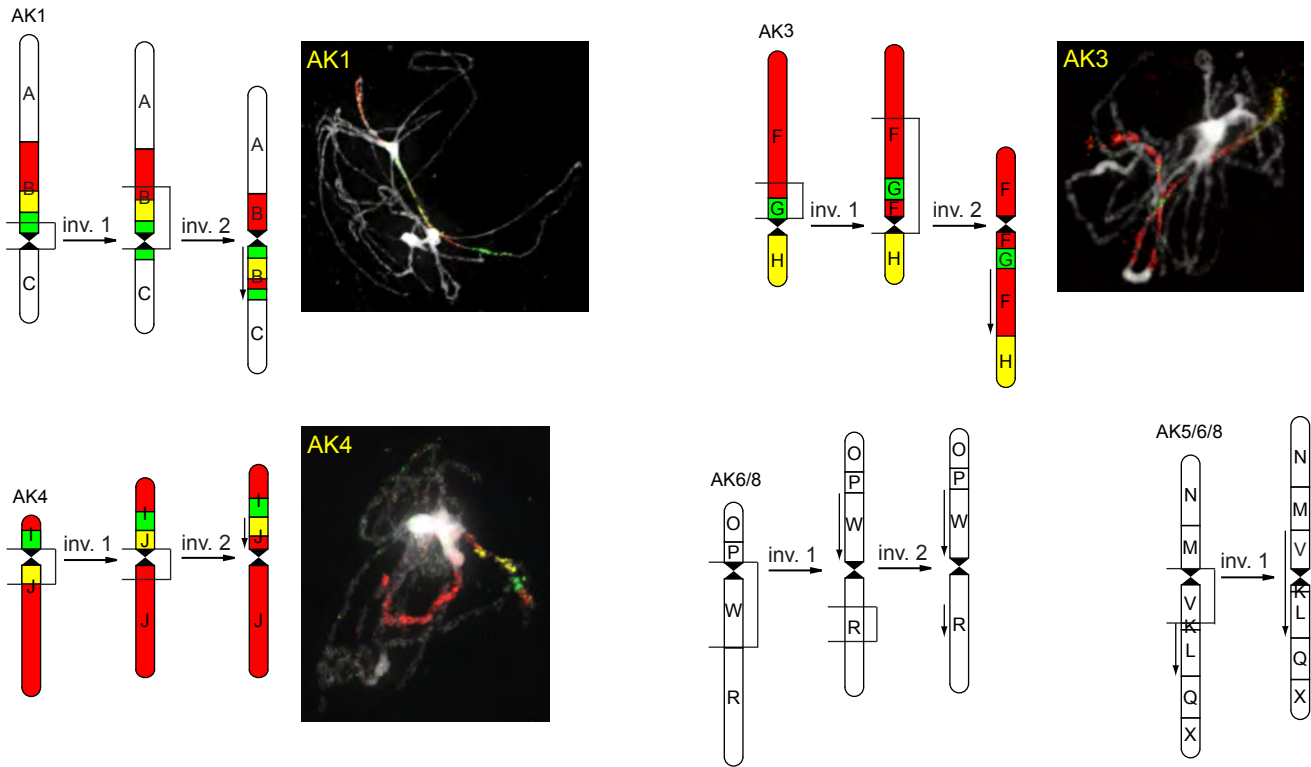 AK1
A
B
C
inv. 1
A
B
C
inv. 2
A
B
B
C
AK1
AK3
F
G
H
inv. 1
F
G
F
H
inv. 2
F
F
G
F
H
AK3
AK4
I
J
inv. 1
I
J
J
inv. 2
I
J
J
AK4
AK6/8
O
P
W
R
inv. 1
O
P
W
R
inv. 2
O
P
W
R
AK5/6/8
N
M
V
K
L
Q
X
inv. 1
N
M
V
K
L
Q
X